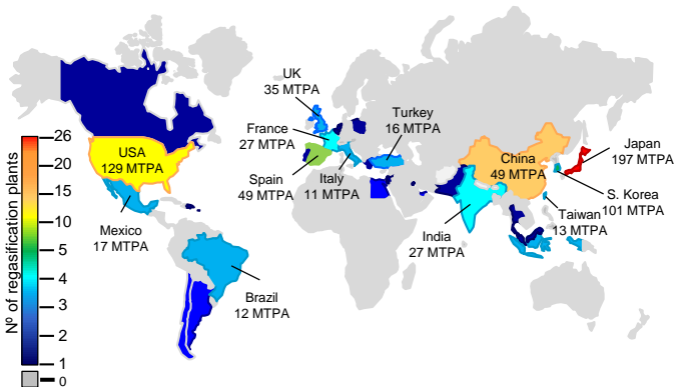 Nº of regasification plants
26
20
15
10
5
4
3
2
1
0
UK
35 MTPA
France
27 MTPA
Turkey
16 MTPA
USA
129 MTPA
Spain
49 MTPA
Italy
11 MTPA
China
49 MTPA
Japan
197 MTPA
S. Korea
101 MTPA
Taiwan
13 MTPA
Mexico
17 MTPA
India
27 MTPA
Brazil
12 MTPA